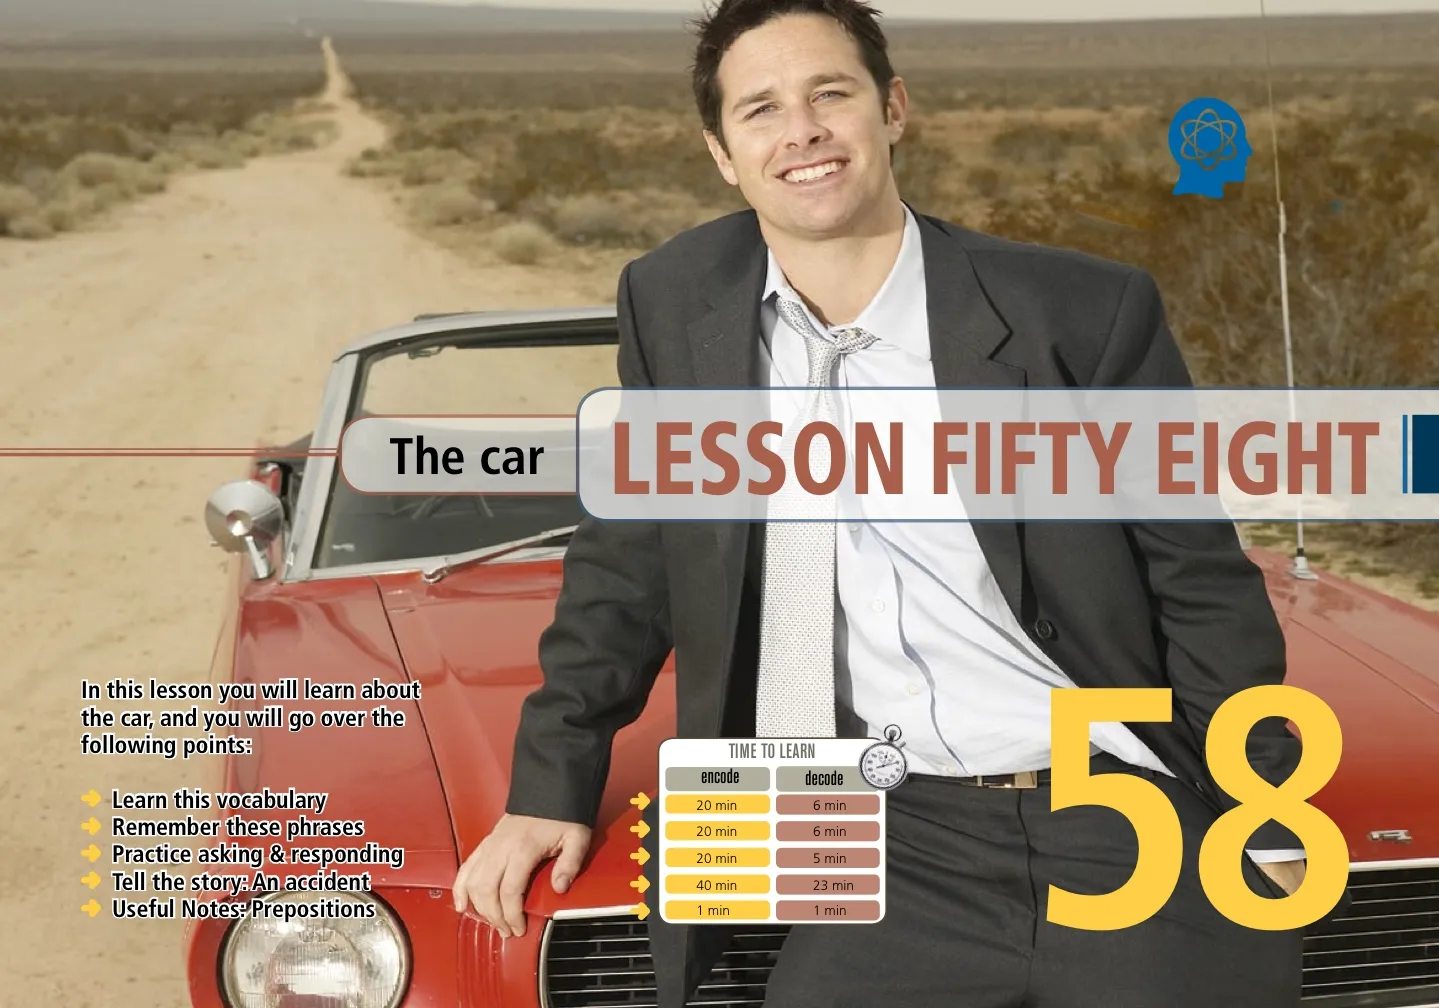 The car
LESSON FIFTY EIGHT
In this lesson you will learn about
the car, and you will go over the
following points:
Learn this vocabulary
Remember these phrases
Practice asking & responding
Tell the story: An accident
Useful Notes: Prepositions
TIME TO LEARN
encode decode
20 min 6 min
20 min 6 min
20 min 5 min
40 min 23 min
1 min 1 min
58